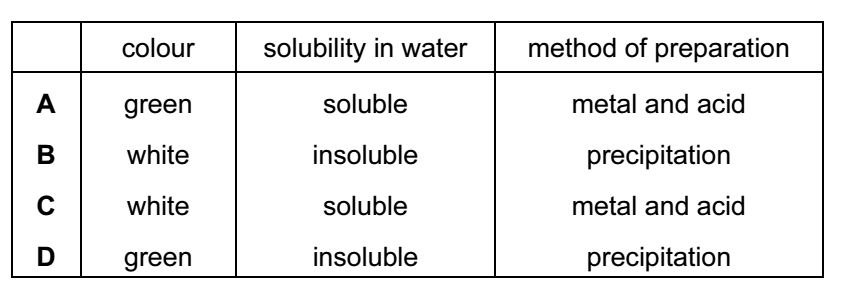 colour solubility in water method of preparation
A green soluble metal and acid
B white insoluble precipitation
C white soluble metal and acid
D green insoluble precipitation